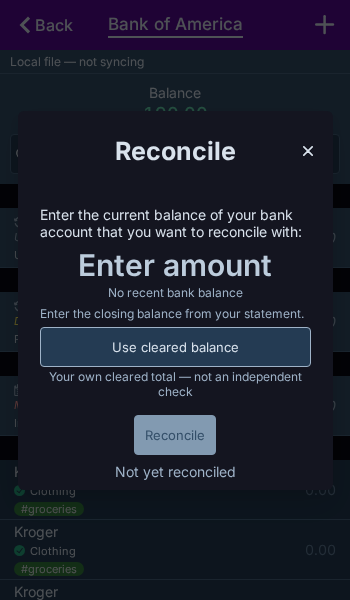 Back
Bank of America
Local file — not syncing
Balance
Reconcile
Enter the current balance of your bank
account that you want to reconcile with:
Enter amount
No recent bank balance
Enter the closing balance from your statement.
Use cleared balance
Your own cleared total — not an independent
check
Reconcile
Not yet reconciled
Clothing
0.00
#groceries
Kroger
Clothing
0.00
#groceries
Kroger